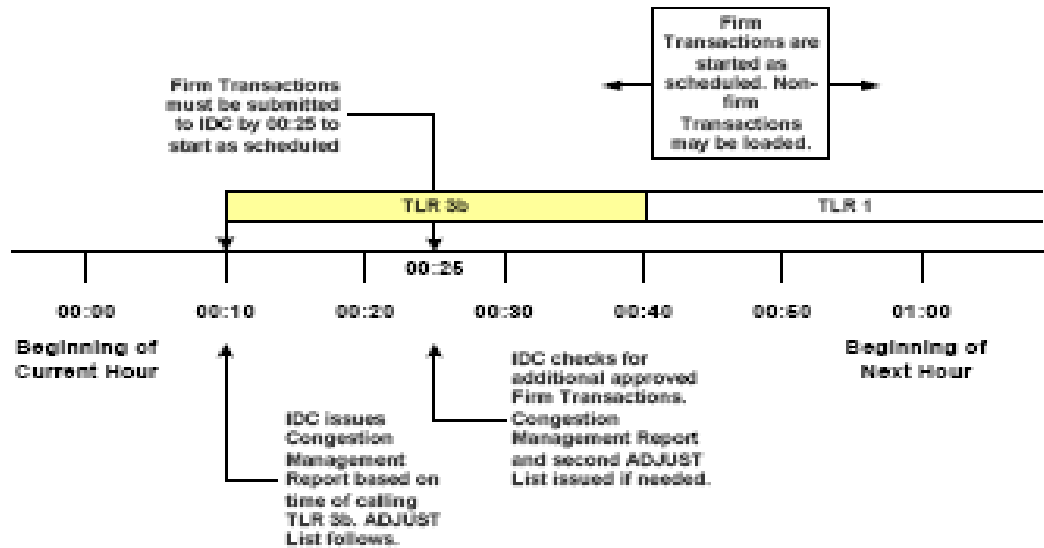 Firm
Transactions are
started as
scheduled. Non-
firm
Transactions
may be loaded.
Firm Transactions
must be submitted
to IDC by 00:25 to
start as scheduled
TLR 3b
TLR 1
00:25
00:00
00:10
00:20
00:30
00:40
00:50
01:00
Beginning of
Current Hour
Beginning of
Next Hour
IDC issues
Congestion
Management
Report based on
time of calling
TLR 3b. ADJUST
List follows.
IDC checks for
additional approved
Firm Transactions.
Congestion
Management Report
and second ADJUST
List issued if needed.